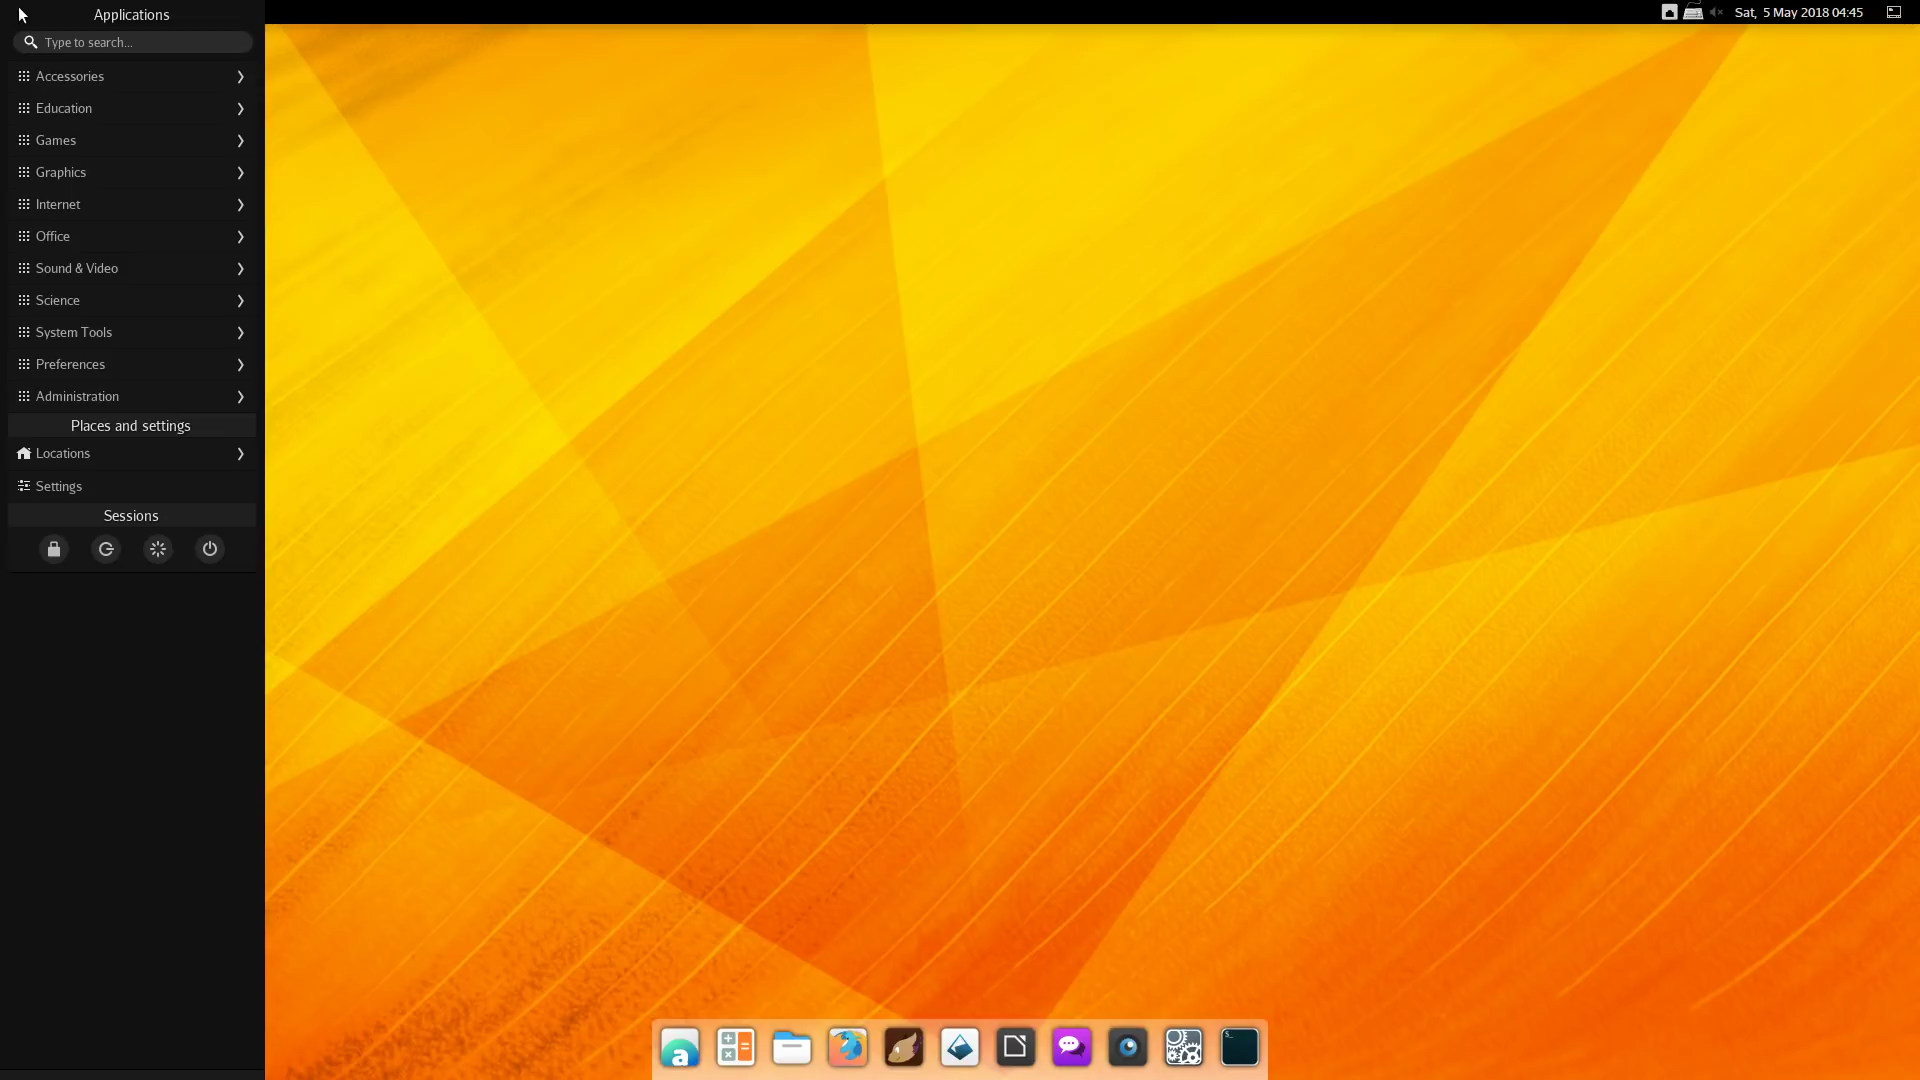 Applications
Sat, 5 May 2018 04:45
Type to search...
Accessories
Education
Games
Graphics
Internet
Office
Sound & Video
Science
System Tools
Preferences
Administration
Places and settings
Locations
Settings
Sessions
a
$_